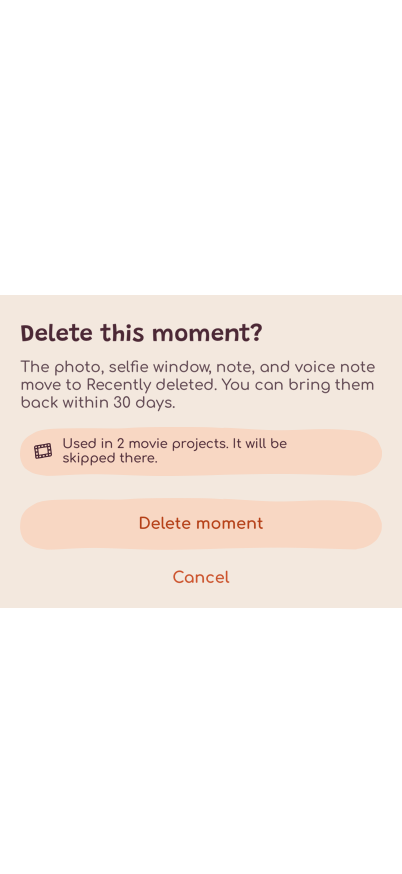 Delete this moment?
The photo, selfie window, note, and voice note
move to Recently deleted. You can bring them
back within 30 days.
Used in 2 movie projects. It will be
skipped there.
Delete moment
Cancel